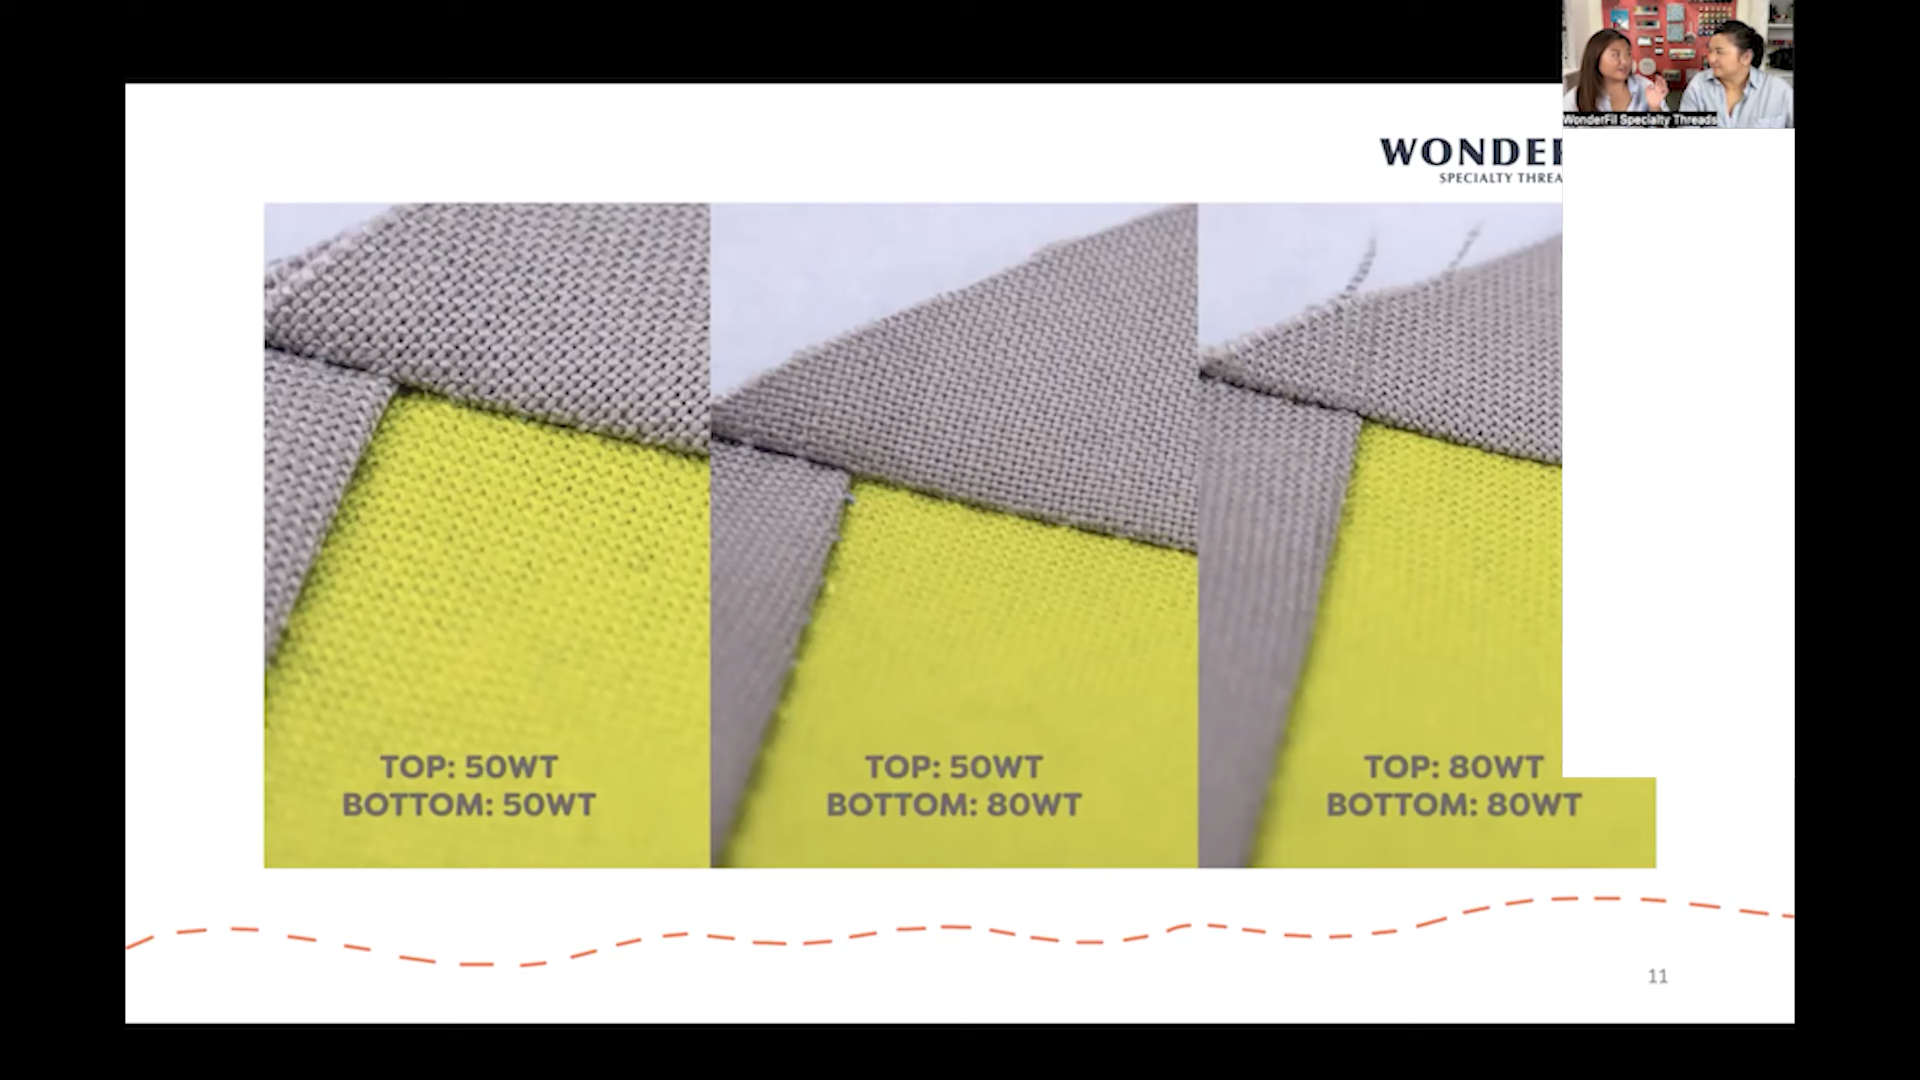 WonderFil Specialty Threads
WONDER
SPECIALTY THREA
TOP: 50WT
BOTTOM: 50WT
TOP: 50WT
BOTTOM: 80WT
TOP: 80WT
BOTTOM: 80WT
11